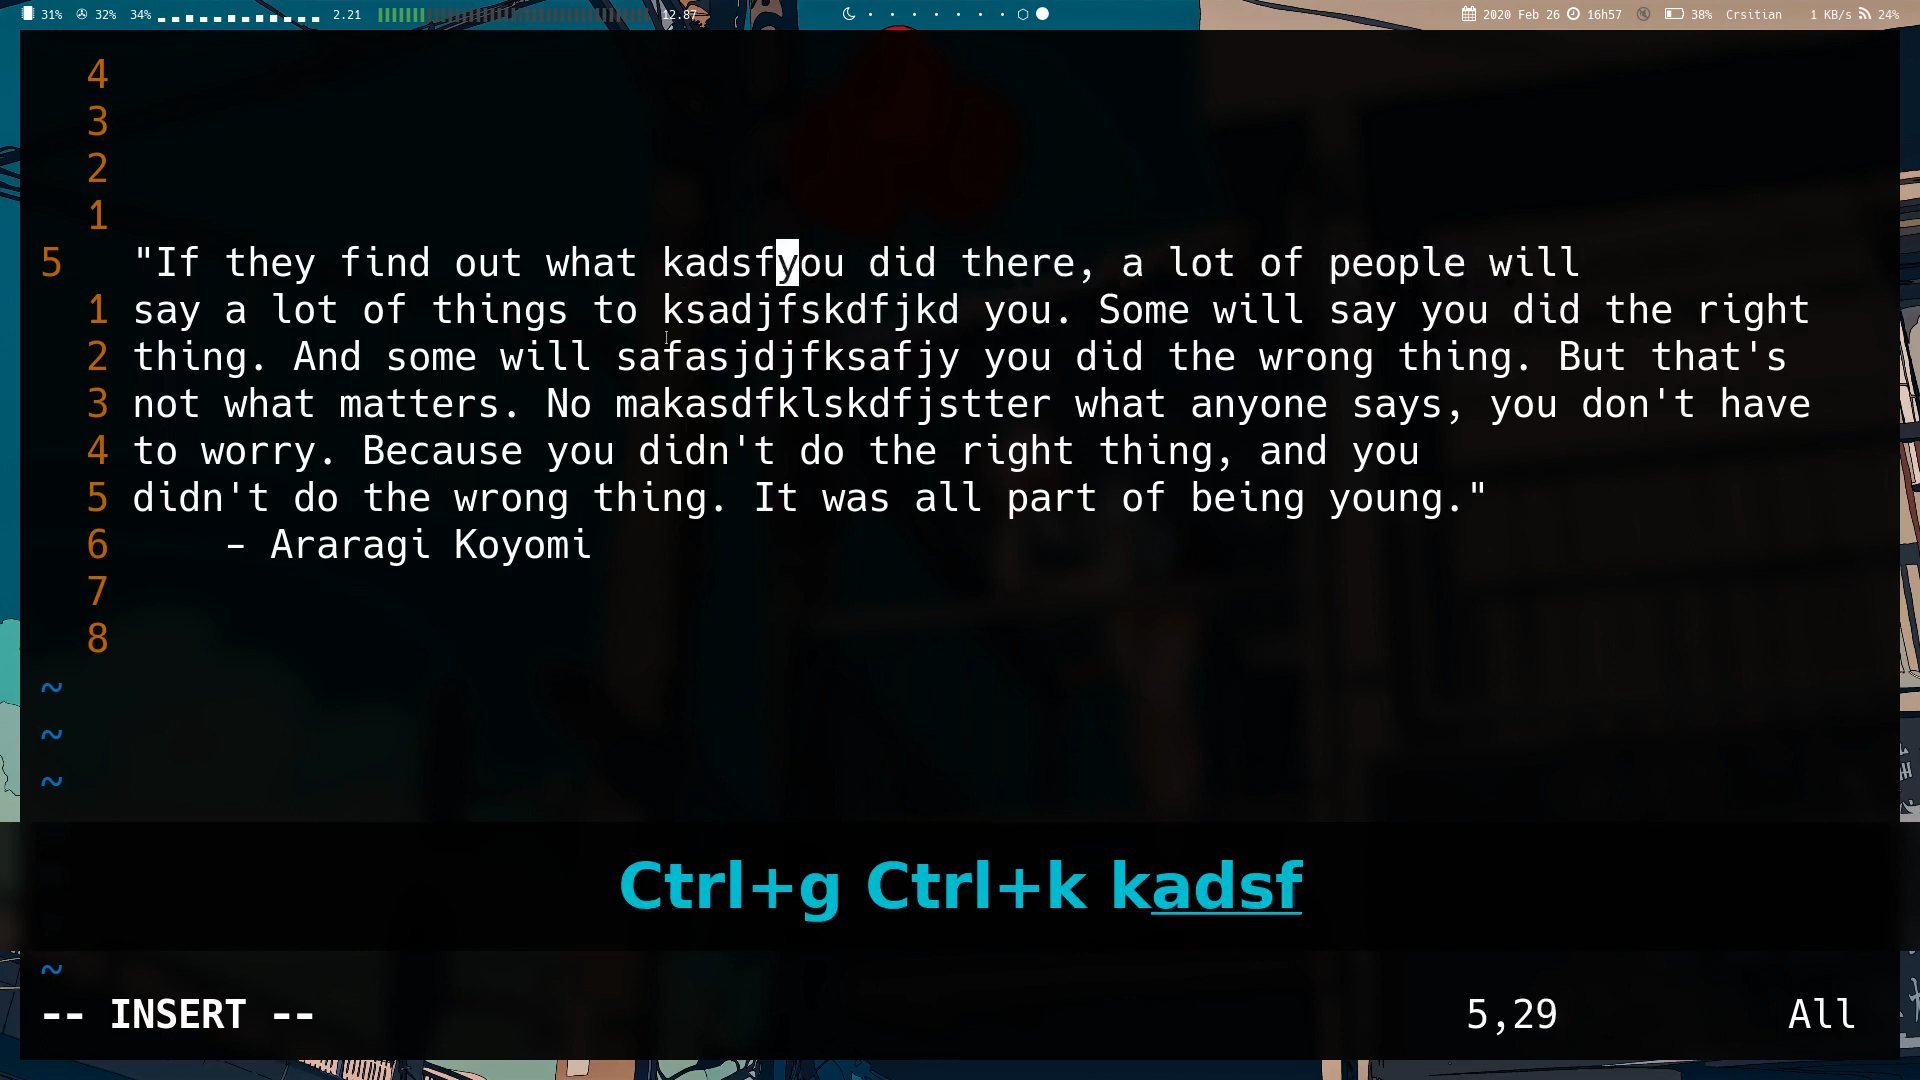 31% 32% 34% 2.21 12.87 2020 Feb 26 16h57 38% Crsitian 1 KB/s 24%
4
3
2
1
5 "If they find out what kadsfyou did there, a lot of people will
1 say a lot of things to ksadjfskdfjkd you. Some will say you did the right
2 thing. And some will safasjdjfksafjy you did the wrong thing. But that's
3 not what matters. No makasdfklskdfjstter what anyone says, you don't have
4 to worry. Because you didn't do the right thing, and you
5 didn't do the wrong thing. It was all part of being young."
6 - Araragi Koyomi
7
8
~
~
~
Ctrl+g Ctrl+k kadsf
~
-- INSERT -- 5,29 All